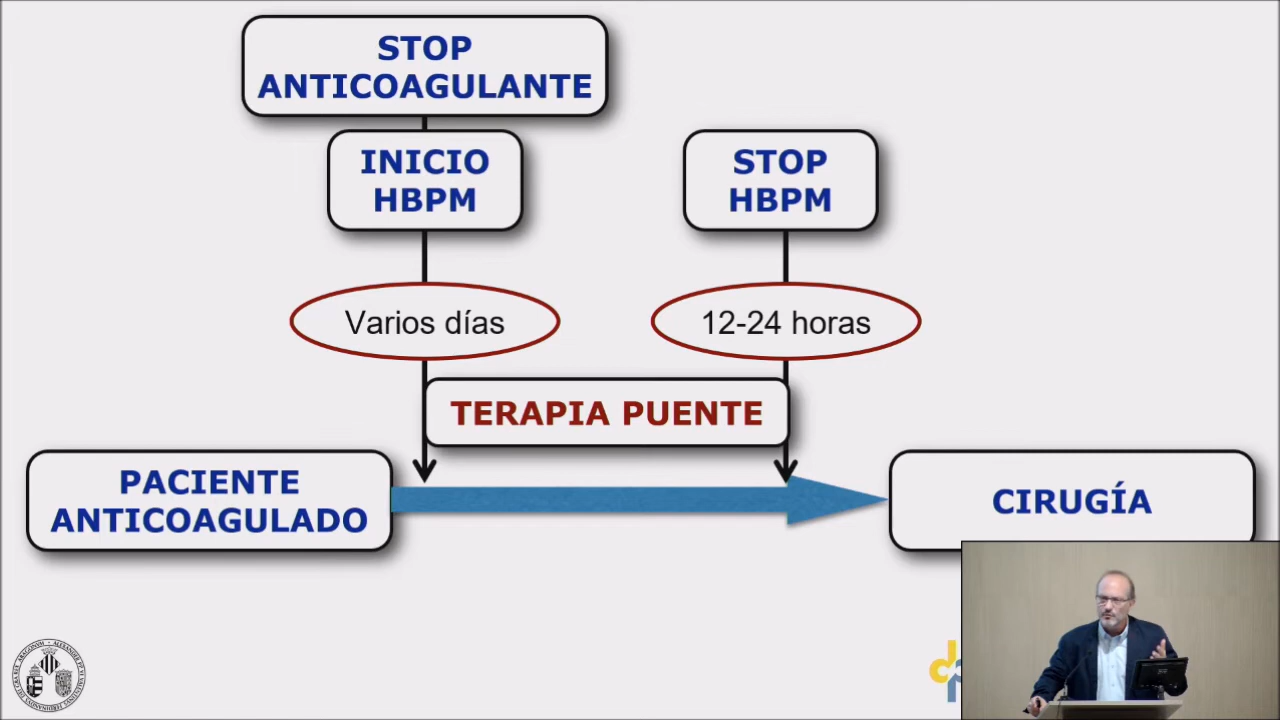 STOP
ANTICOAGULANTE
INICIO
HBPM
STOP
HBPM
Varios días
12-24 horas
TERAPIA PUENTE
PACIENTE
ANTICOAGULADO
CIRUGÍA